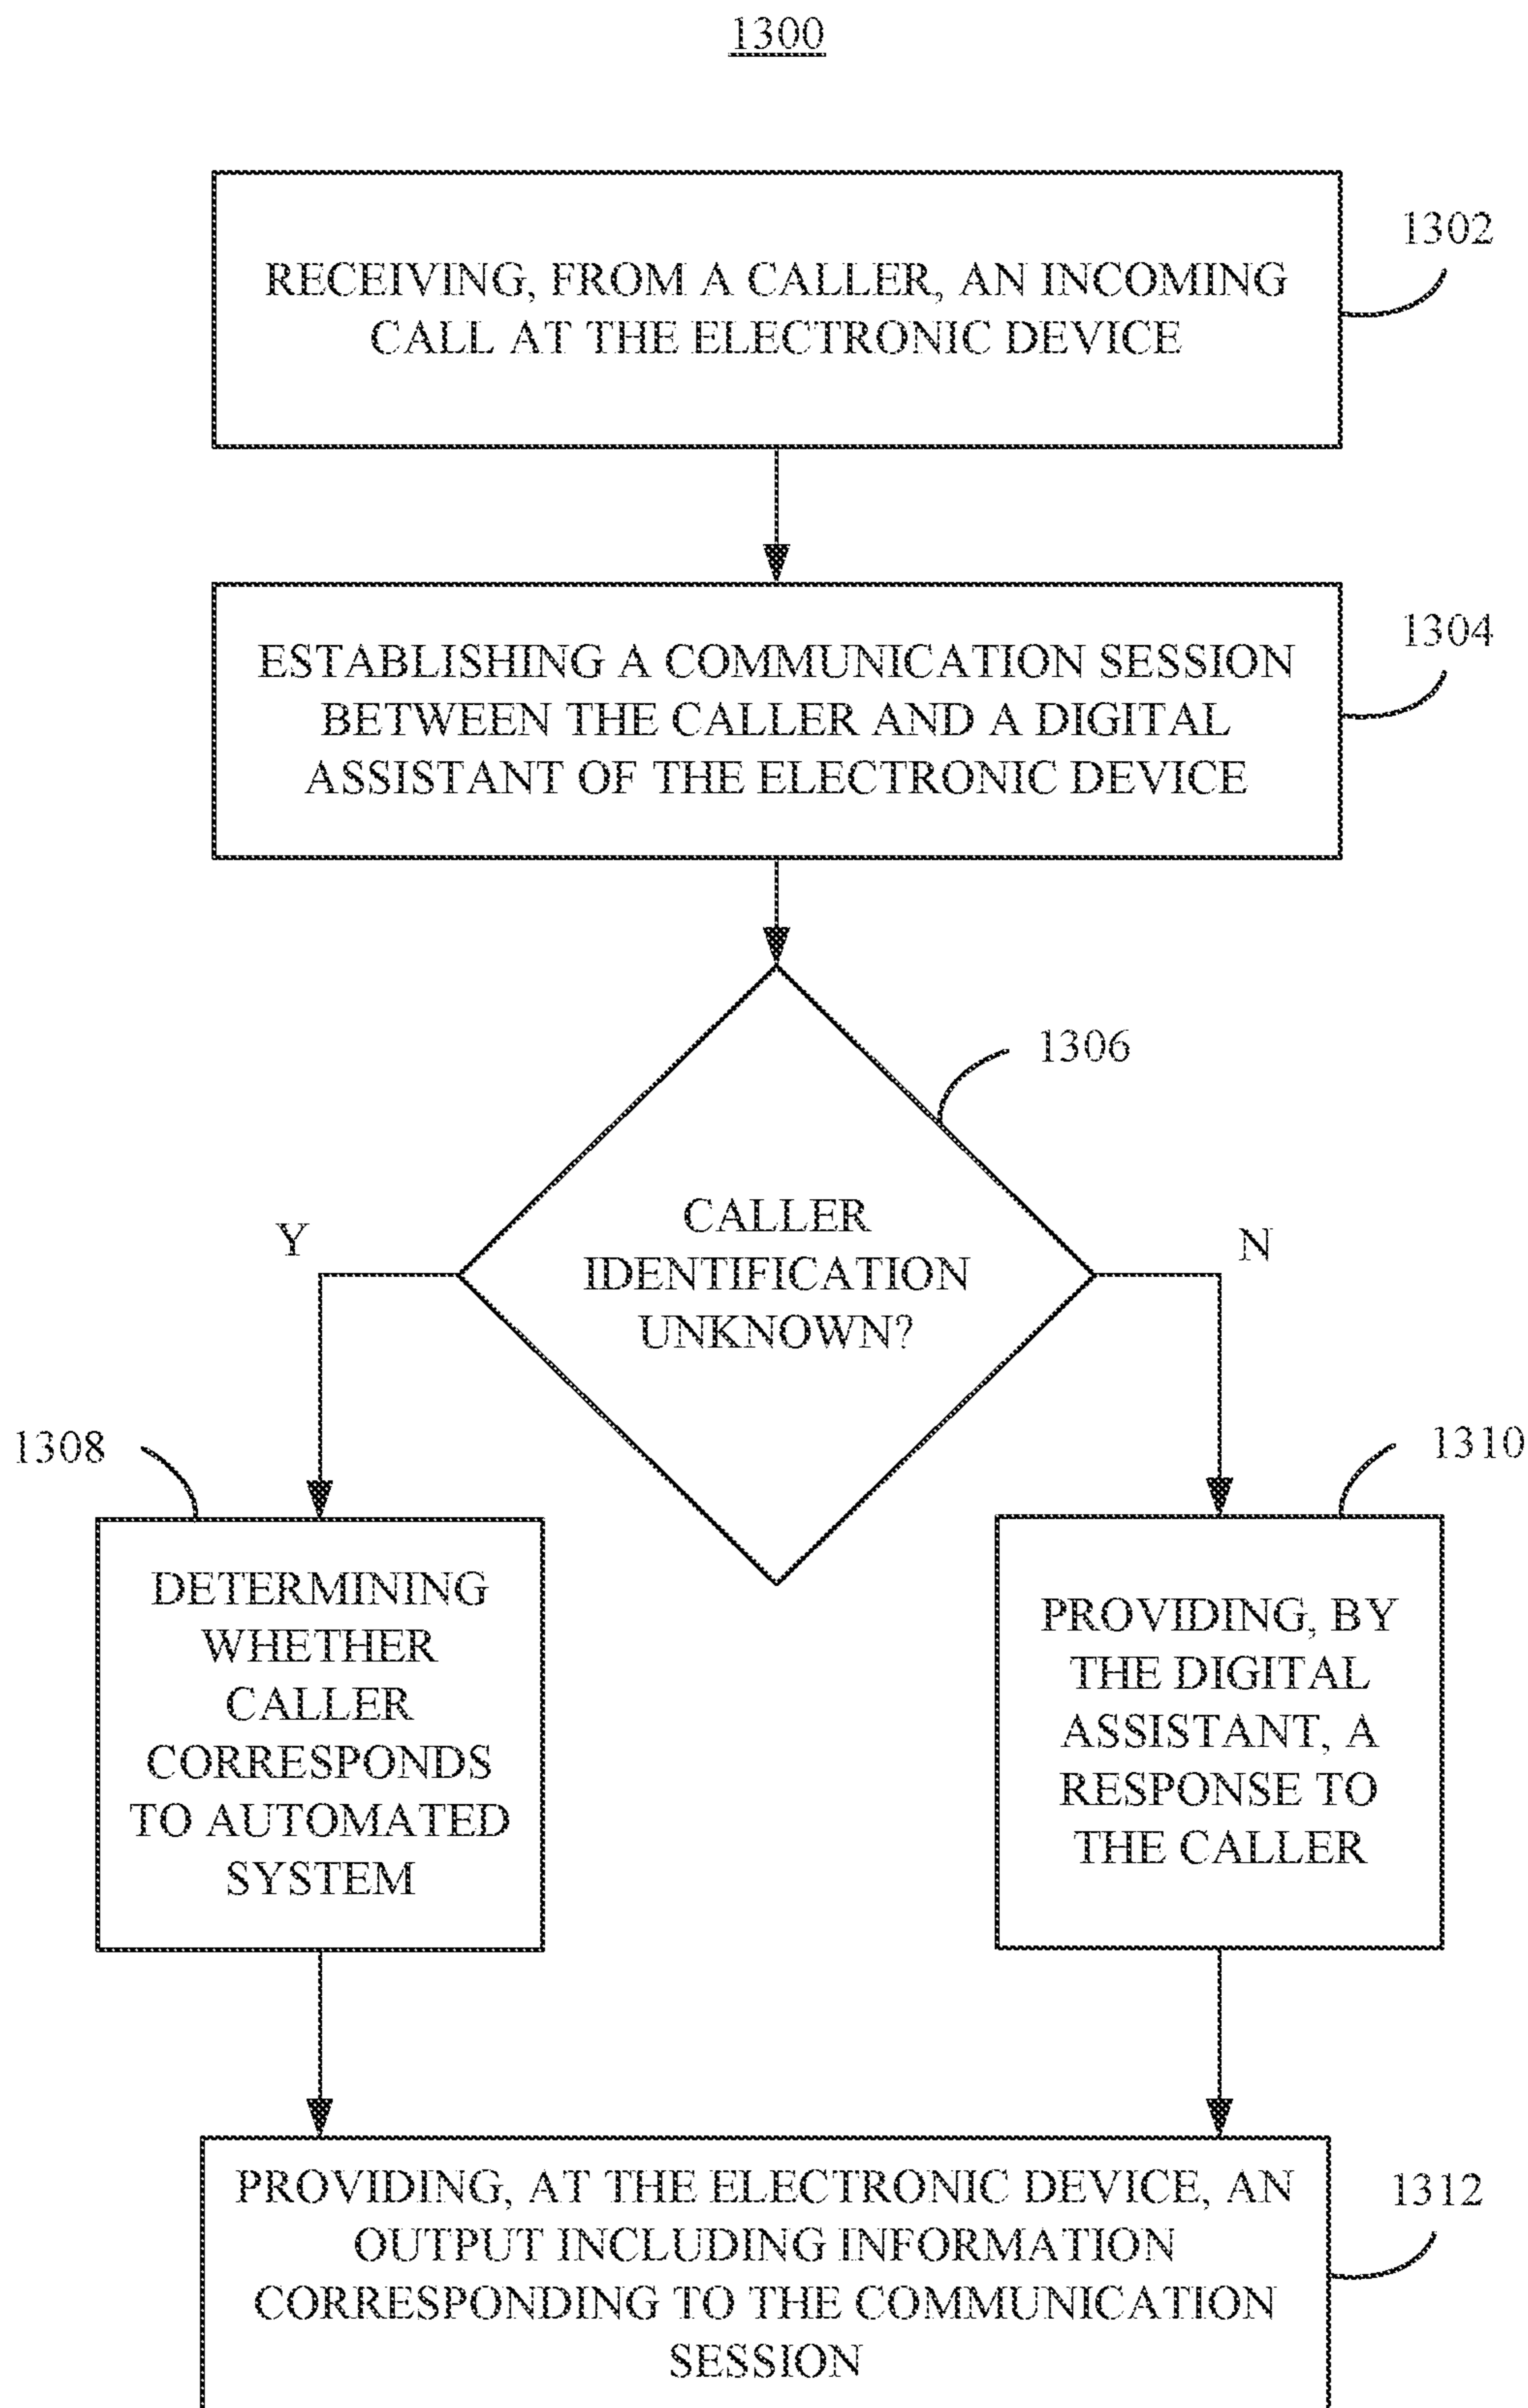 1300
RECEIVING, FROM A CALLER, AN INCOMING
CALL AT THE ELECTRONIC DEVICE
1302
ESTABLISHING A COMMUNICATION SESSION
BETWEEN THE CALLER AND A DIGITAL
ASSISTANT OF THE ELECTRONIC DEVICE
1304
1306
CALLER
IDENTIFICATION
UNKNOWN?
Y
N
1308
DETERMINING
WHETHER
CALLER
CORRESPONDS
TO AUTOMATED
SYSTEM
1310
PROVIDING, BY
THE DIGITAL
ASSISTANT, A
RESPONSE TO
THE CALLER
PROVIDING, AT THE ELECTRONIC DEVICE, AN
OUTPUT INCLUDING INFORMATION
CORRESPONDING TO THE COMMUNICATION
SESSION
1312